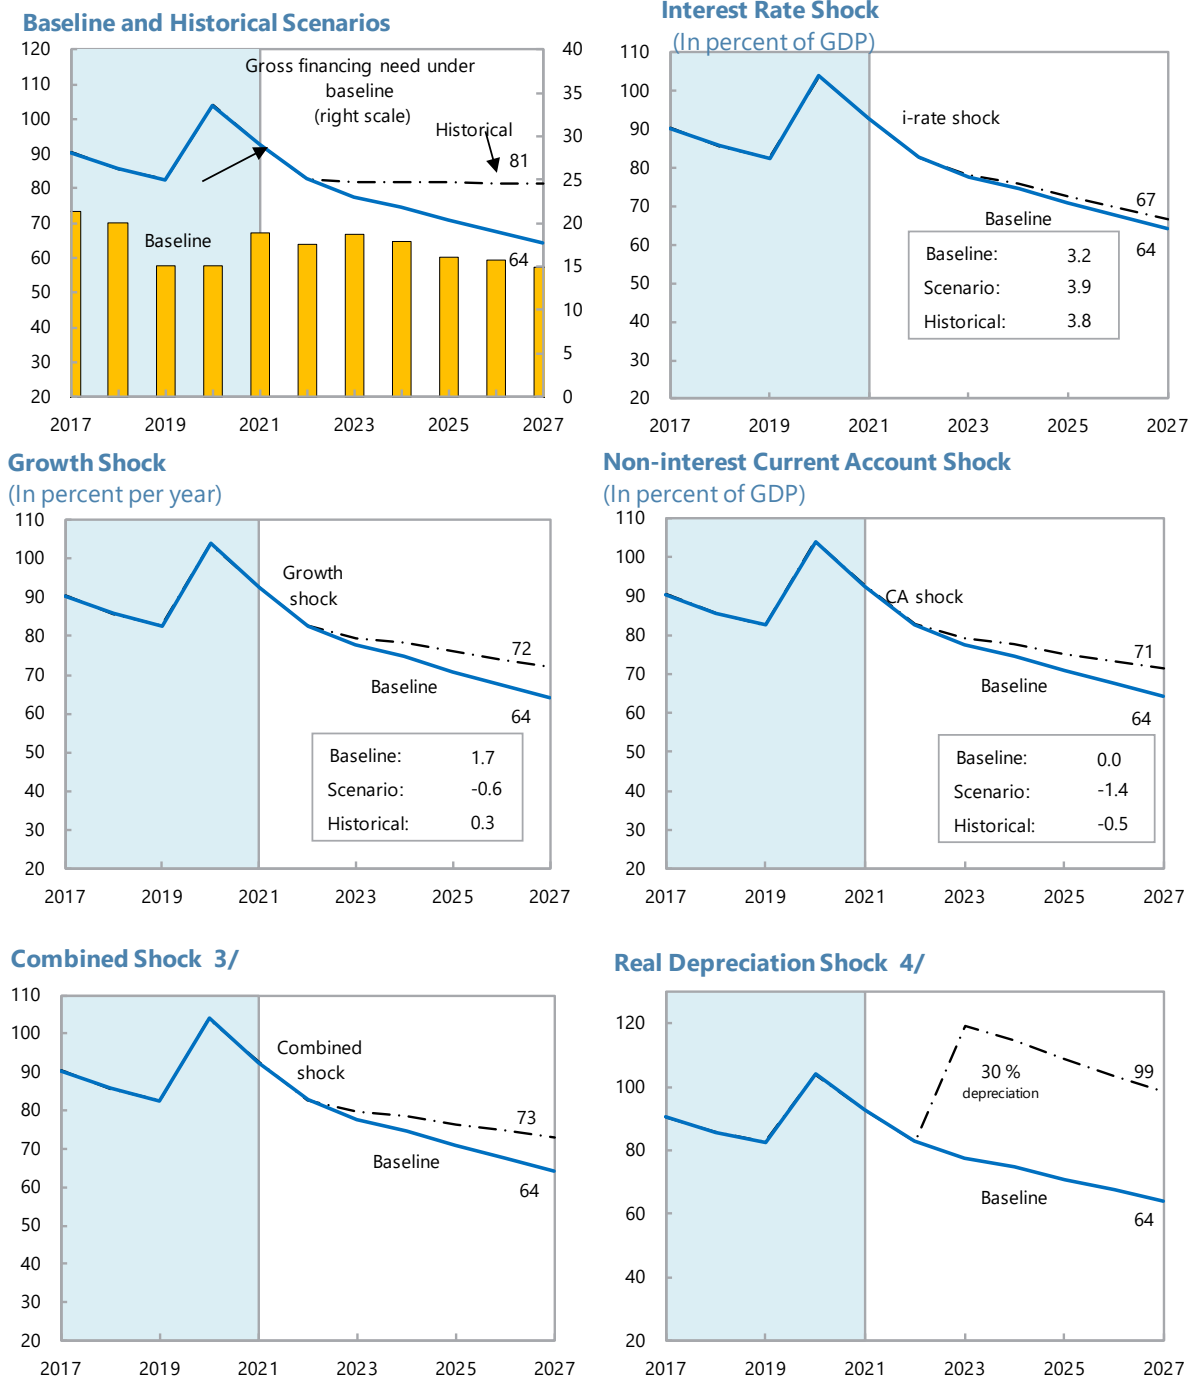 Baseline and Historical Scenarios
120
110
100
90
80
70
60
50
40
30
20
40
35
30
25
20
15
10
5
0
Gross financing need under
baseline
(right scale)
Historical
81
Baseline
64
2017 2019 2021 2023 2025 2027
Interest Rate Shock
(In percent of GDP)
110
100
90
80
70
60
50
40
30
20
i-rate shock
67
Baseline
64
Baseline: 3.2
Scenario: 3.9
Historical: 3.8
2017 2019 2021 2023 2025 2027
Growth Shock
(In percent per year)
110
100
90
80
70
60
50
40
30
20
Growth
shock
72
Baseline
64
Baseline: 1.7
Scenario: -0.6
Historical: 0.3
2017 2019 2021 2023 2025 2027
Non-interest Current Account Shock
(In percent of GDP)
110
100
90
80
70
60
50
40
30
20
CA shock
71
Baseline
64
Baseline: 0.0
Scenario: -1.4
Historical: -0.5
2017 2019 2021 2023 2025 2027
Combined Shock 3/
110
100
90
80
70
60
50
40
30
20
Combined
shock
73
Baseline
64
2017 2019 2021 2023 2025 2027
Real Depreciation Shock 4/
120
100
80
60
40
20
30 %
depreciation
99
Baseline
64
2017 2019 2021 2023 2025 2027